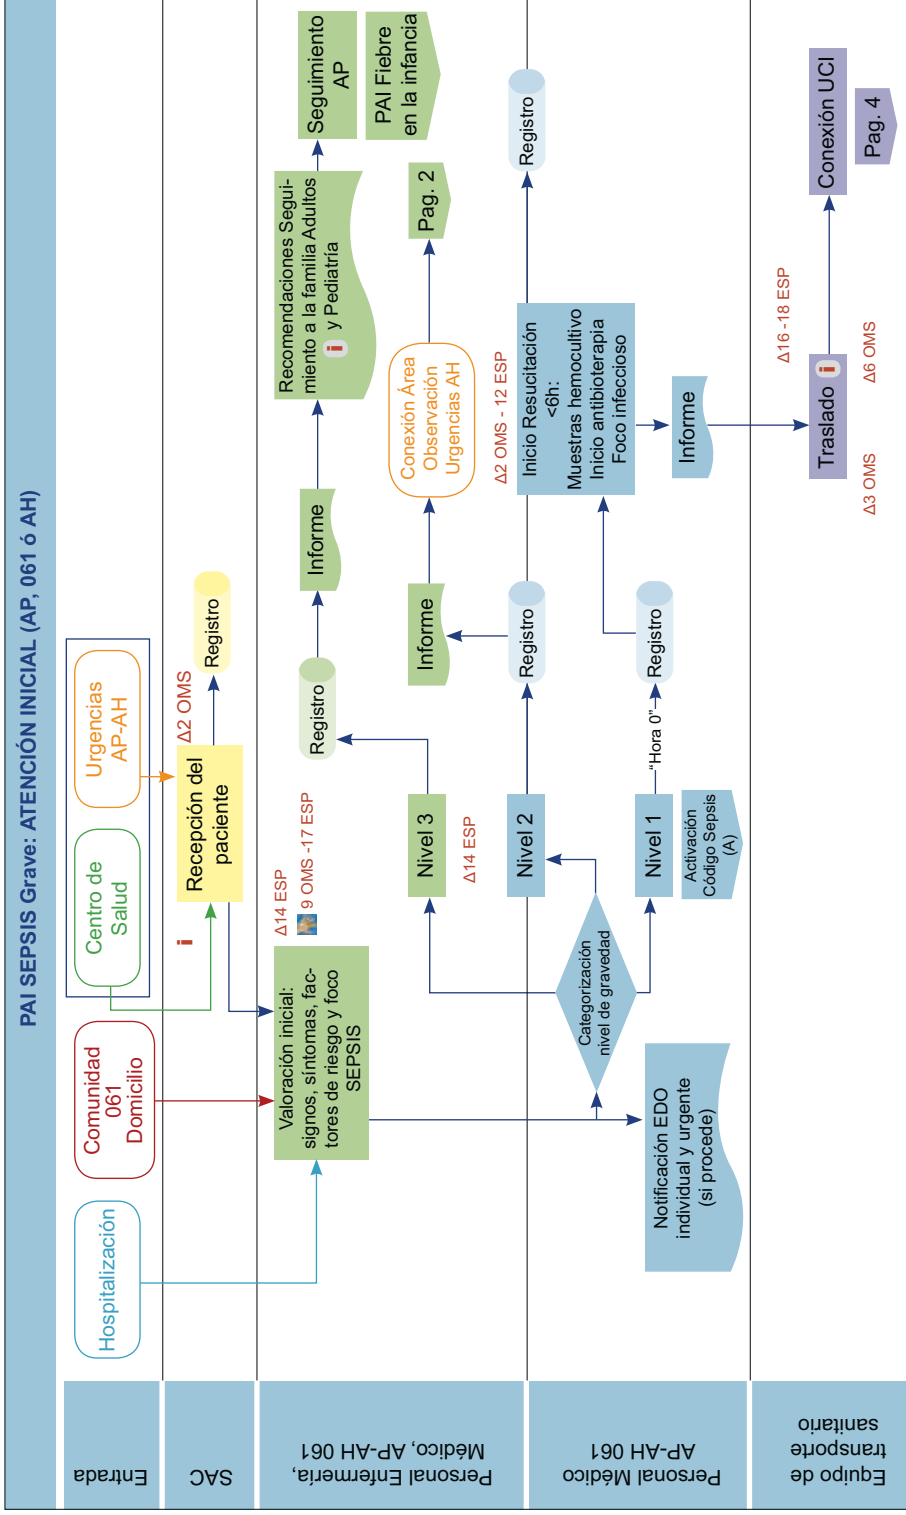 PAI SEPSIS Grave: ATENCIÓN INICIAL (AP, 061 ó AH)
Entrada
Hospitalización
Comunidad
061
Domicilio
Centro de
Salud
Urgencias
AP-AH
SAC
i
Recepción del
paciente
Δ2 OMS
Registro
Personal Enfermería,
Médico, AP-AH 061
Valoración inicial:
signos, síntomas, fac-
tores de riesgo y foco
SEPSIS
Δ14 ESP
9 OMS -17 ESP
Registro
Informe
Recomendaciones Segui-
miento a la familia Adultos
i y Pediatría
Seguimiento
AP
PAI Fiebre
en la infancia
Nivel 3
Δ14 ESP
Informe
Conexión Área
Observación
Urgencias AH
Pag. 2
Δ2 OMS - 12 ESP
Personal Médico
AP-AH 061
Notificación EDO
individual y urgente
(si procede)
Categorización
nivel de gravedad
Nivel 2
Registro
Nivel 1
Activación
Código Sepsis
(A)
“Hora 0”
Registro
Inicio Resucitación
<6h:
Muestras hemocultivo
Inicio antibioterapia
Foco infeccioso
Registro
Informe
Equipo de
transporte
sanitario
Traslado i
Δ3 OMS
Δ6 OMS
Δ16 -18 ESP
Conexión UCI
Pag. 4